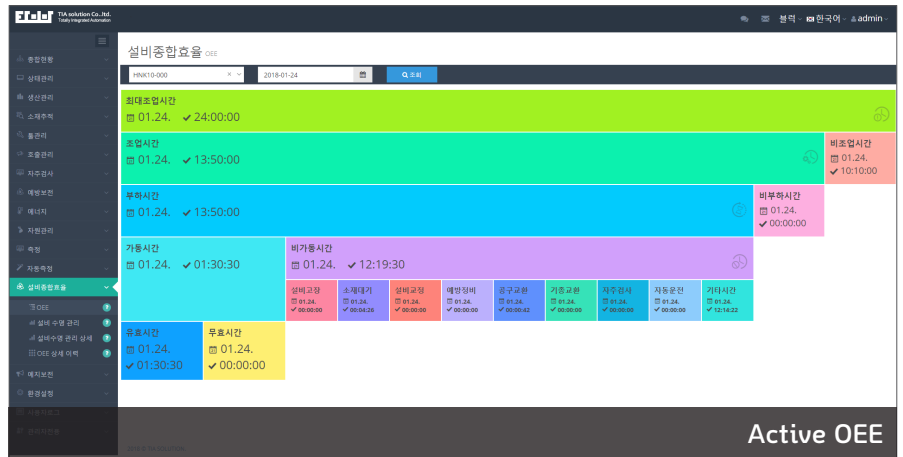 TIA solution Co.,ltd.
Totally Integrated Automation
블럭 한국어 admin
종합현황
상태관리
생산관리
소재추적
툴관리
조출관리
자주검사
예방보전
에너지
자원관리
측정
자동측정
설비종합효율
OEE
설비 수명 관리
설비수명 관리 상세
OEE 상세 이력
예지보전
환경설정
설비종합효율 OEE
HNK10-000
2018-01-24
조회
최대조업시간
01.24. 24:00:00
조업시간
01.24. 13:50:00
비조업시간
01.24.
10:10:00
부하시간
01.24. 13:50:00
비부하시간
01.24.
00:00:00
가동시간
01.24. 01:30:30
비가동시간
01.24. 12:19:30
설비고장
01.24.
00:00:00
소재대기
01.24.
00:04:26
설비교정
01.24.
00:00:00
예방정비
01.24.
00:00:00
공구교환
01.24.
00:00:42
기종교환
01.24.
00:00:00
자주검사
01.24.
00:00:00
자동운전
01.24.
00:00:00
기타시간
01.24.
12:14:22
유효시간
01.24.
01:30:30
무효시간
01.24.
00:00:00
Active OEE